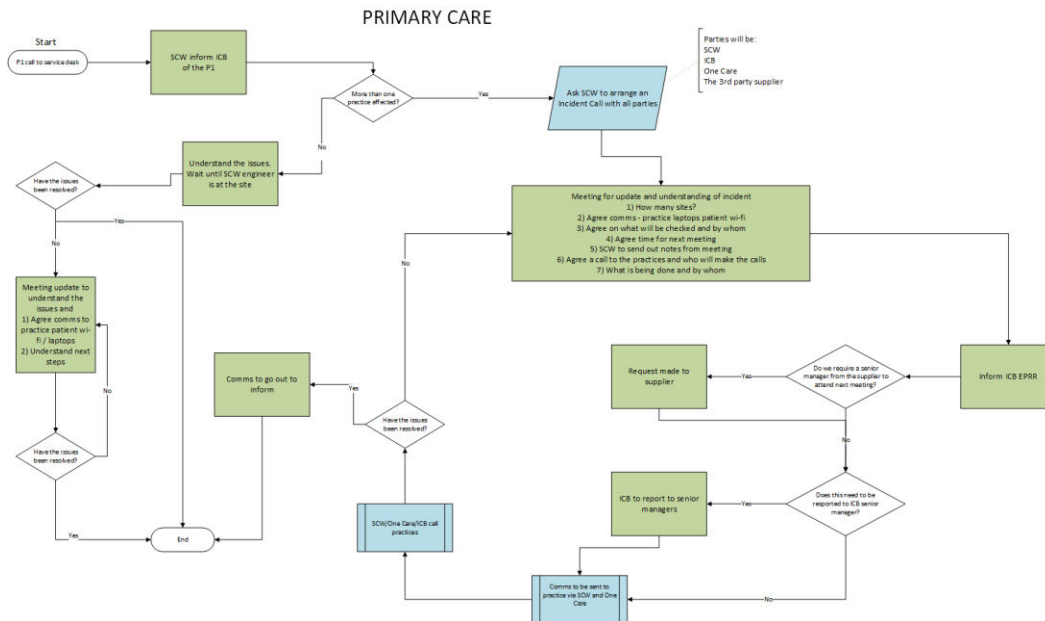 PRIMARY CARE
Start
P1 call to service desk
SCW inform ICB
of the P1
More than one
practice affected?
Yes
Ask SCW to arrange an
Incident Call with all
parties
Parties will be:
SCW
ICB
One Care
The 3rd party supplier
No
Understand the issues.
Wait until SCW engineer
is at the site
Have the issues
been resolved?
Yes
No
Meeting update to
understand the
issues and
1) Agree comms to
practice patient wi-
fi / laptops
2) Understand next
steps
No
Have the issues
been resolved?
Yes
End
Meeting for update and understanding of incident
1) How many sites?
2) Agree comms - practice laptops patient wi-fi
3) Agree on what will be checked and by whom
4) Agree time for next meeting
5) SCW to send out notes from meeting
6) Agree a call to the practices and who will make the calls
7) What is being done and by whom
Inform ICB EPRR
Do we require a senior
manager from the supplier to
attend next meeting?
Yes
Request made to
supplier
No
Does this need to be
resported to ICB senior
manager?
Yes
ICB to report to senior
managers
No
Comms to be sent to
practice via SCW and One
Care
SCW/One Care/ICB call
practices
Have the issues
been resolved?
No
Yes
Comms to go out to
inform